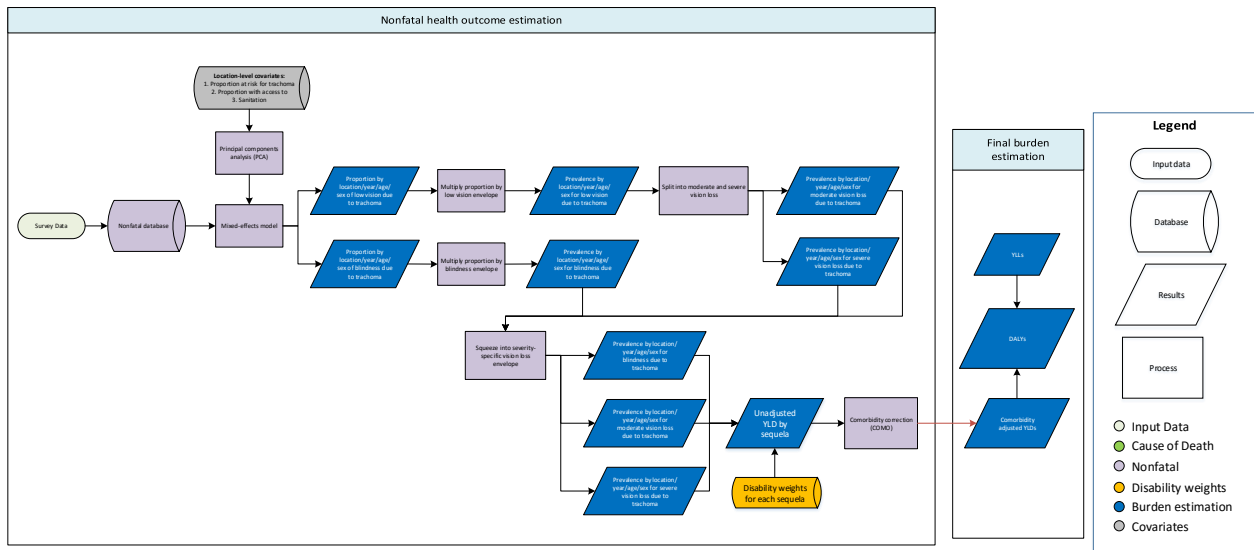 Nonfatal health outcome estimation
Location-level covariates:
1. Proportion at risk for trachoma
2. Proportion with access to
3. Sanitation
Principal components
analysis (PCA)
Survey Data
Nonfatal database
Mixed-effects model
Proportion by
location/year/age/
sex of low vision due to
trachoma
Multiply proportion by
low vision envelope
Prevalence by
location/year/age/
sex for low vision due to
trachoma
Split into moderate and severe
vision loss
Prevalence by location
/year/age/sex for
moderate vision loss
due to trachoma
Proportion by
location/year/age/
sex of blindness due
to trachoma
Multiply proportion by
blindness envelope
Prevalence by
location/year/age/
sex for blindness due
to trachoma
Prevalence by location/
year/age/sex for severe
vision loss due to
trachoma
Squeeze into severity-
specific vision loss
envelope
Prevalence by location/
year/age/sex for
blindness due to
trachoma
Prevalence by location/
year/age/sex for
moderate vision loss
due to trachoma
Prevalence by location/
year/age/sex for severe
vision loss due to
trachoma
Unadjusted
YLD by
sequela
Disability weights
for each sequela
Comorbidity correction
(COMO)
Final burden
estimation
YLLs
DALYs
Comorbidity
adjusted YLDs
Legend
Input data
Database
Results
Process
Input Data
Cause of Death
Nonfatal
Disability weights
Burden estimation
Covariates